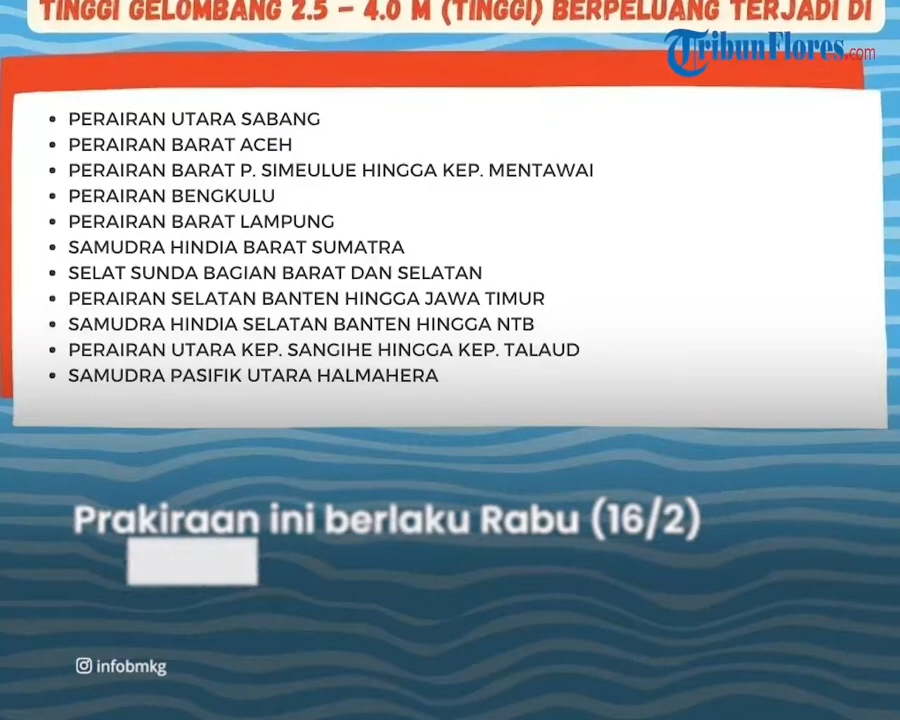 TINGGI GELOMBANG 2.5 – 4.0 M (TINGGI) BERPELUANG TERJADI DI
TribunFlores.com
• PERAIRAN UTARA SABANG
• PERAIRAN BARAT ACEH
• PERAIRAN BARAT P. SIMEULUE HINGGA KEP. MENTAWAI
• PERAIRAN BENGKULU
• PERAIRAN BARAT LAMPUNG
• SAMUDRA HINDIA BARAT SUMATRA
• SELAT SUNDA BAGIAN BARAT DAN SELATAN
• PERAIRAN SELATAN BANTEN HINGGA JAWA TIMUR
• SAMUDRA HINDIA SELATAN BANTEN HINGGA NTB
• PERAIRAN UTARA KEP. SANGIHE HINGGA KEP. TALAUD
• SAMUDRA PASIFIK UTARA HALMAHERA
Prakiraan ini berlaku Rabu (16/2)
infobmkg